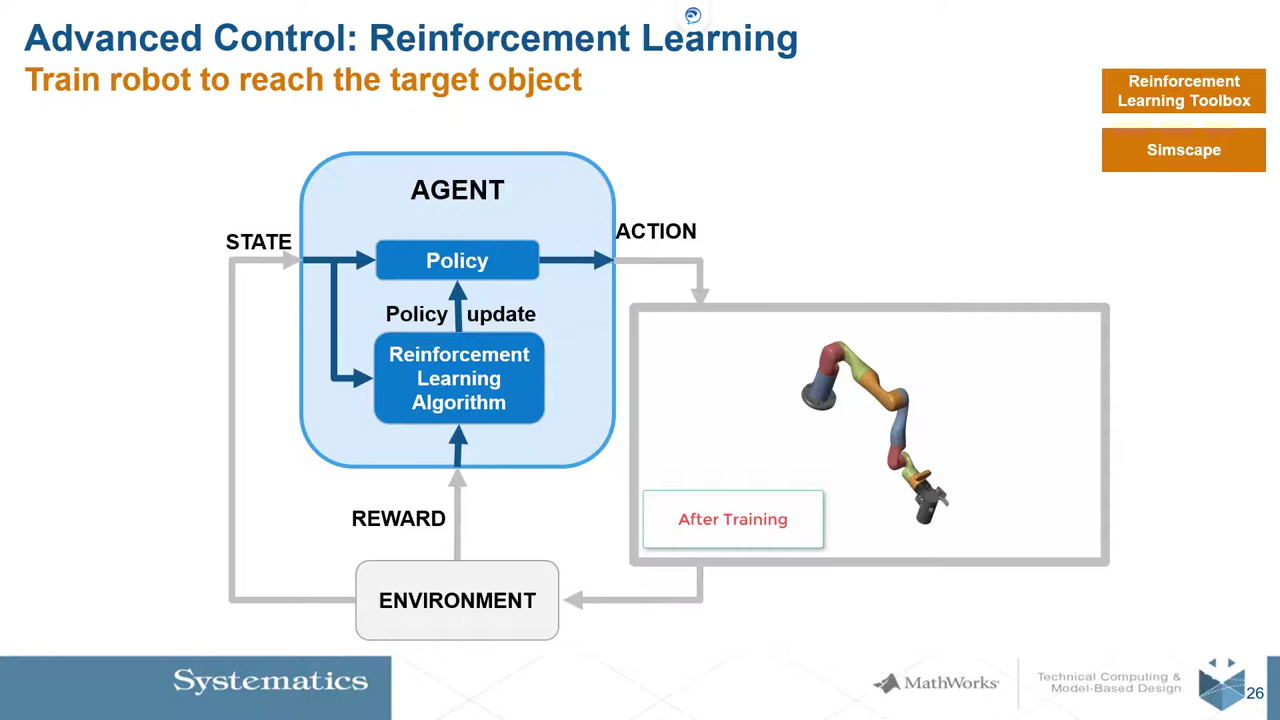 Advanced Control: Reinforcement Learning
Train robot to reach the target object
Reinforcement
Learning Toolbox
Simscape
AGENT
STATE
ACTION
Policy
Policy update
Reinforcement
Learning
Algorithm
REWARD
After Training
ENVIRONMENT
Systematics
MathWorks
Technical Computing &
Model-Based Design
26